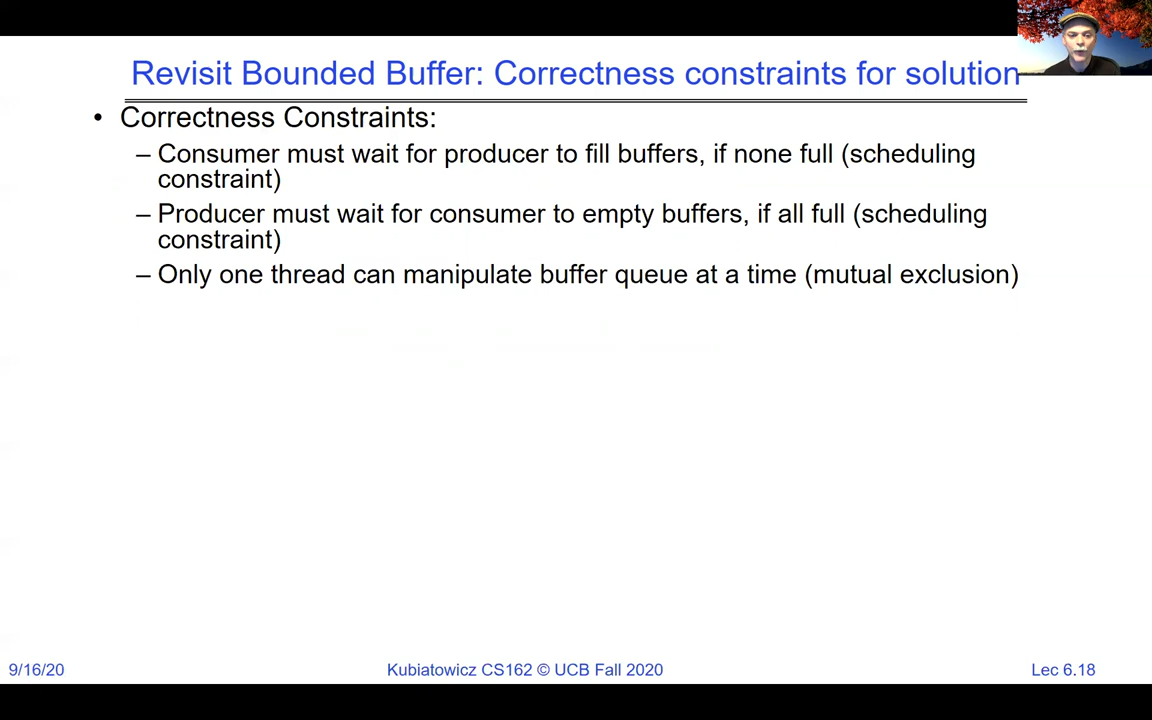 Revisit Bounded Buffer: Correctness constraints for solution
• Correctness Constraints:
– Consumer must wait for producer to fill buffers, if none full (scheduling
constraint)
– Producer must wait for consumer to empty buffers, if all full (scheduling
constraint)
– Only one thread can manipulate buffer queue at a time (mutual exclusion)
9/16/20
Kubiatowicz CS162 © UCB Fall 2020
Lec 6.18